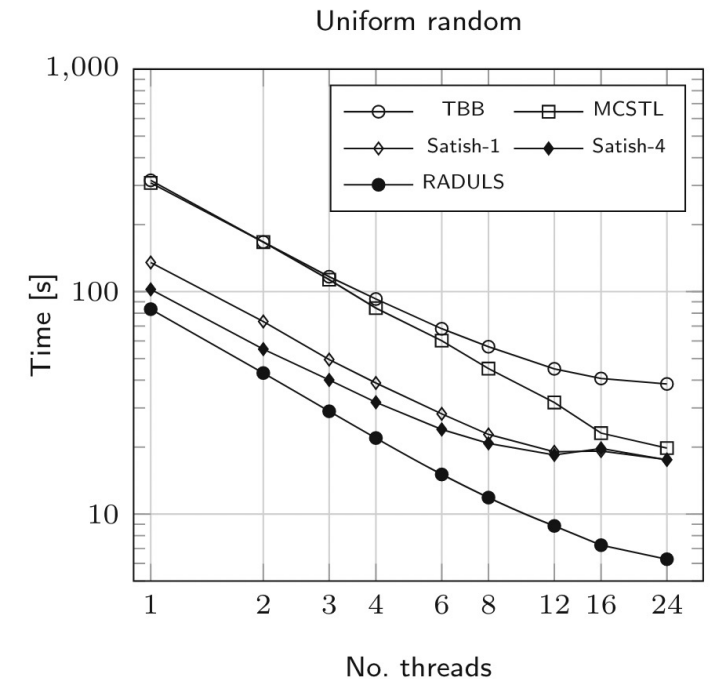 Uniform random
1,000
100
10
Time [s]
TBB MCSTL
Satish-1 Satish-4
RADULS
1 2 3 4 6 8 12 16 24
No. threads